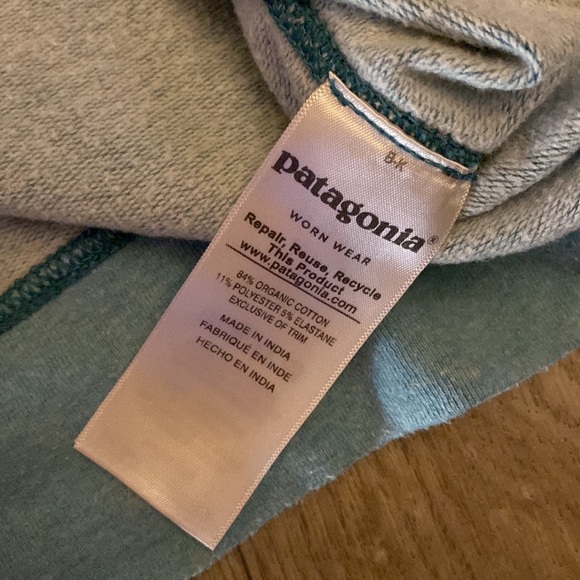 B-K
patagonia®
WORN WEAR
Repair, Reuse, Recycle
This Product
www.patagonia.com
84% ORGANIC COTTON
11% POLYESTER 5% ELASTANE
EXCLUSIVE OF TRIM
MADE IN INDIA
FABRIQUÉ EN INDE
HECHO EN INDIA